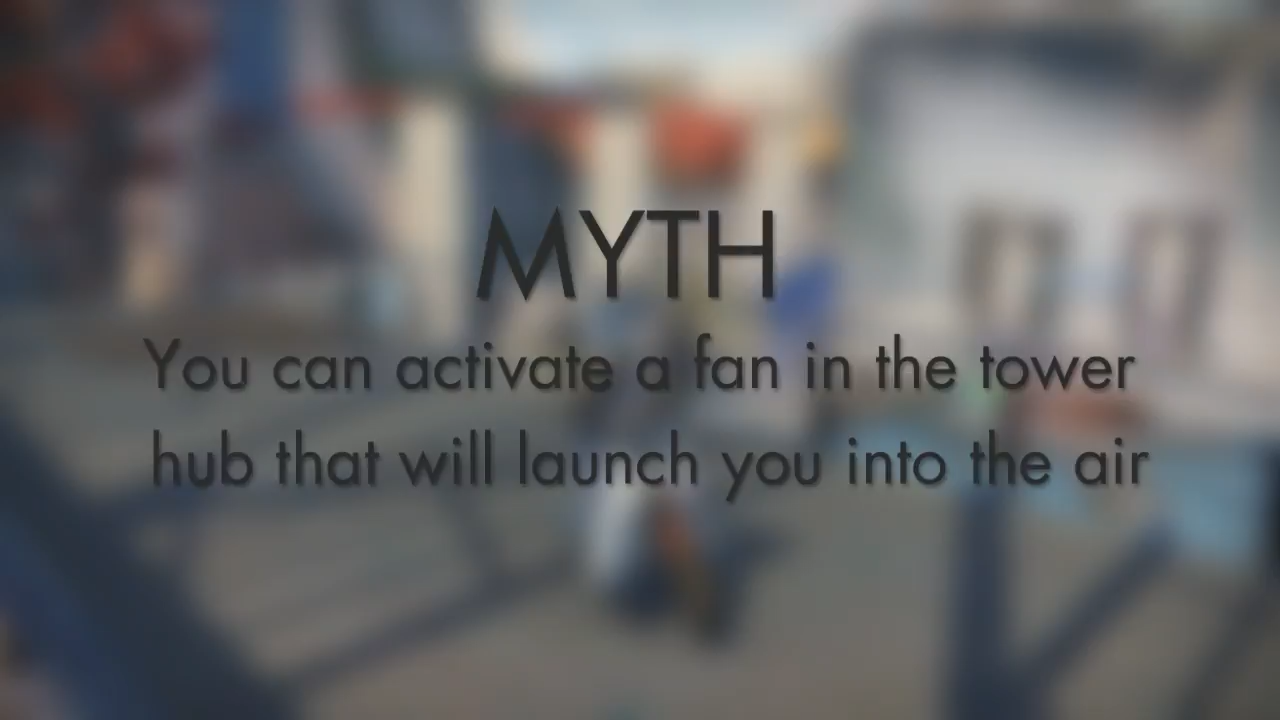 MYTH
You can activate a fan in the tower
hub that will launch you into the air